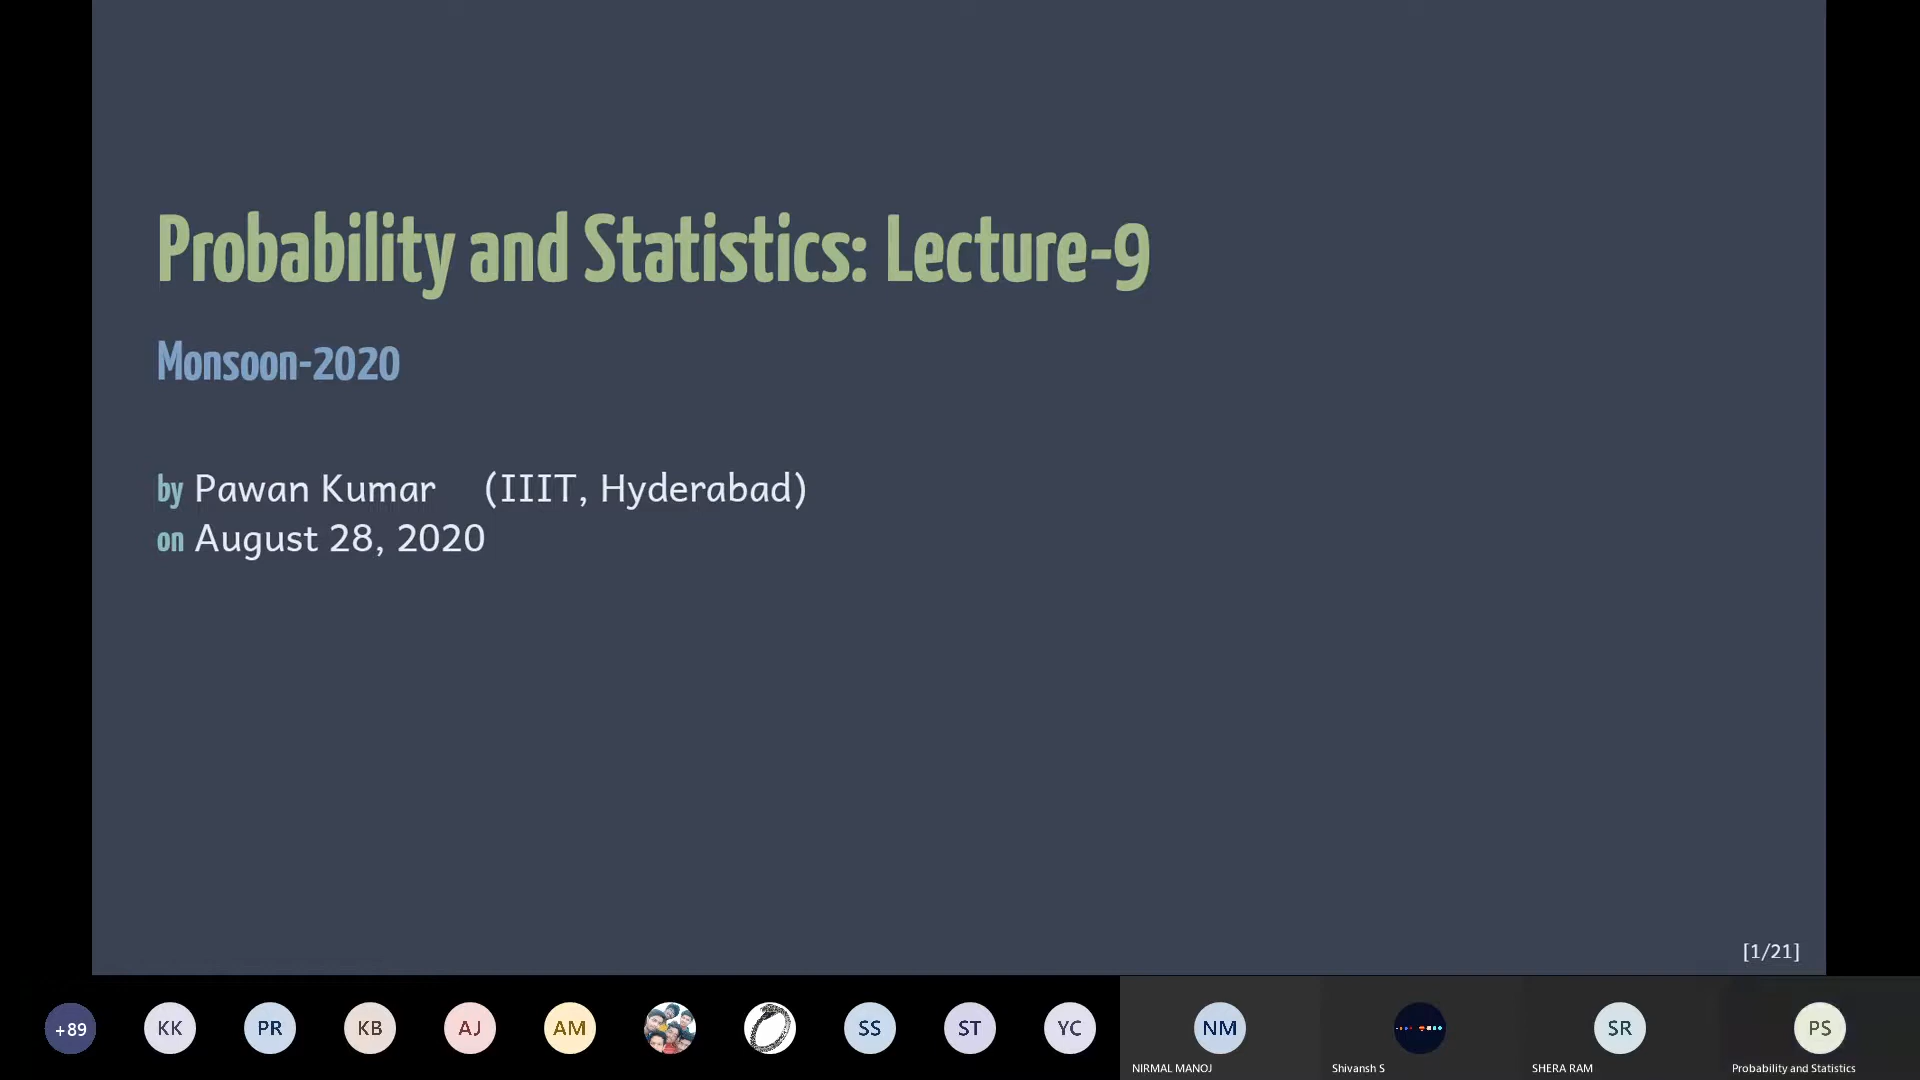 Probability and Statistics: Lecture-9
Monsoon-2020
by Pawan Kumar (IIIT, Hyderabad)
on August 28, 2020
[1/21]
+89
KK
PR
KB
AJ
AM
SS
ST
YC
NM
SR
PS
NIRMAL MANOJ
Shivansh S
SHERA RAM
Probability and Statistics